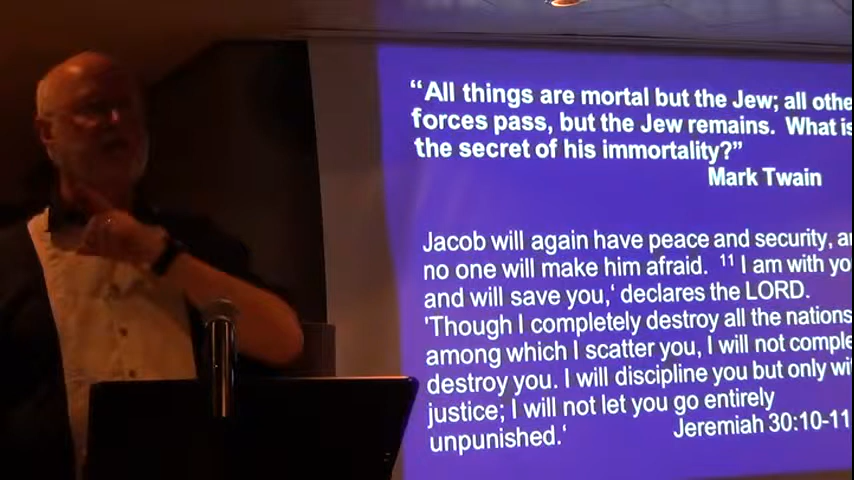 “All things are mortal but the Jew; all othe
forces pass, but the Jew remains. What is
the secret of his immortality?”
Mark Twain
Jacob will again have peace and security, a
no one will make him afraid. 11 I am with yo
and will save you,‘ declares the LORD.
'Though I completely destroy all the nations
among which I scatter you, I will not comple
destroy you. I will discipline you but only wi
justice; I will not let you go entirely
unpunished.‘ Jeremiah 30:10-11